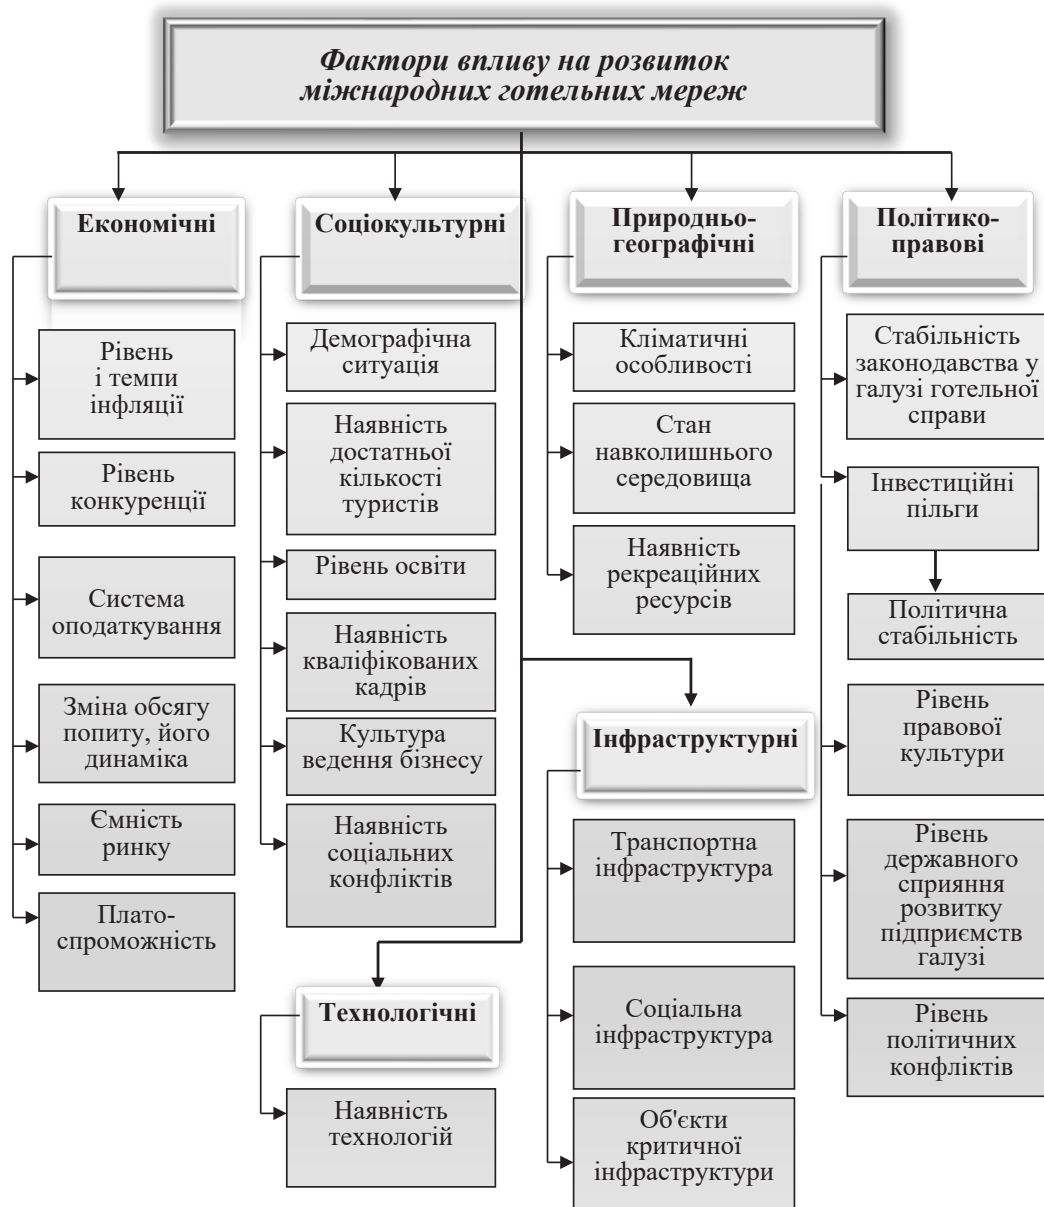 Фактори впливу на розвиток
міжнародних готельних мереж
Економічні
Рівень
і темпи
інфляції
Рівень
конкуренції
Система
оподаткування
Зміна обсягу
попиту, його
динаміка
Ємність
ринку
Плато-
спроможність
Соціокультурні
Демографічна
ситуація
Наявність
достатньої
кількості
туристів
Рівень освіти
Наявність
кваліфікованих
кадрів
Культура
ведення бізнесу
Наявність
соціальних
конфліктів
Природньо-
географічні
Кліматичні
особливості
Стан
навколишнього
середовища
Наявність
рекреаційних
ресурсів
Політико-
правові
Стабільність
законодавства у
галузі готельної
справи
Інвестиційні
пільги
Політична
стабільність
Рівень
правової
культури
Рівень
державного
сприяння
розвитку
підприємств
галузі
Рівень
політичних
конфліктів
Інфраструктурні
Транспортна
інфраструктура
Соціальна
інфраструктура
Об'єкти
критичної
інфраструктури
Технологічні
Наявність
технологій